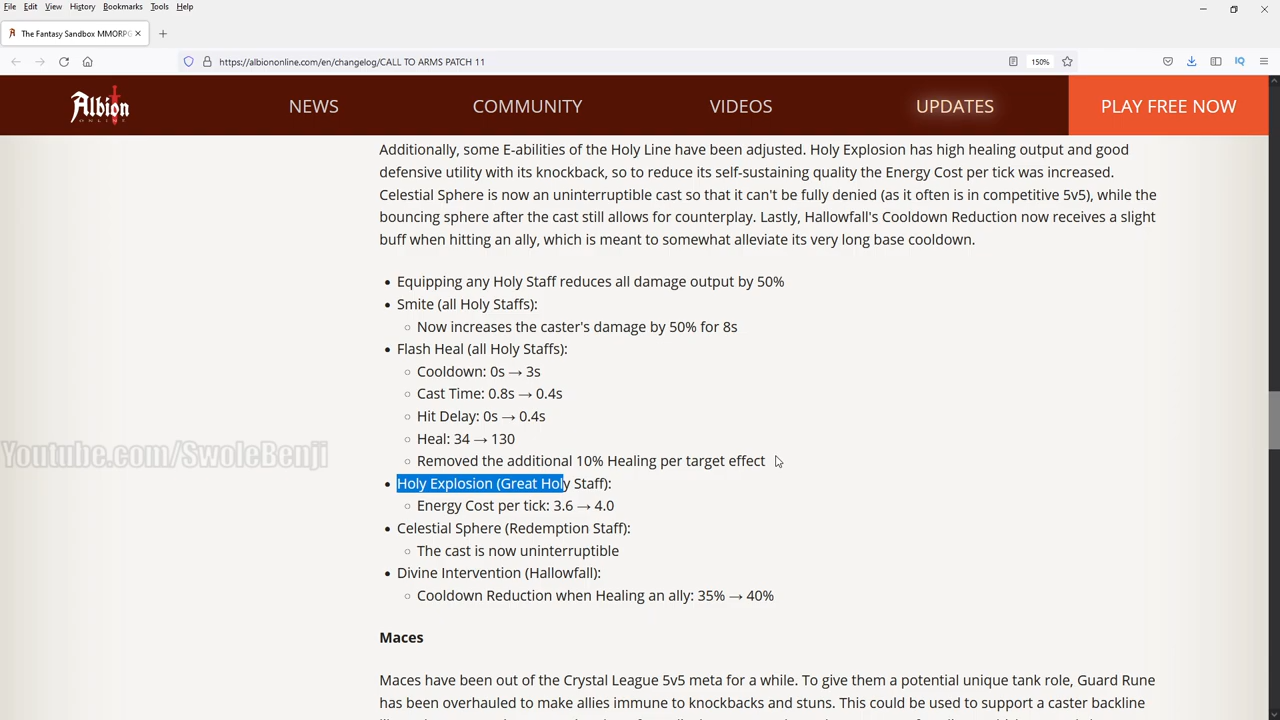 File Edit View History Bookmarks Tools Help
The Fantasy Sandbox MMORPG
https://albiononline.com/en/changelog/CALL TO ARMS PATCH 11
150%
IQ
Albion
ONLINE
NEWS
COMMUNITY
VIDEOS
UPDATES
PLAY FREE NOW
Additionally, some E-abilities of the Holy Line have been adjusted. Holy Explosion has high healing output and good
defensive utility with its knockback, so to reduce its self-sustaining quality the Energy Cost per tick was increased.
Celestial Sphere is now an uninterruptible cast so that it can't be fully denied (as it often is in competitive 5v5), while the
bouncing sphere after the cast still allows for counterplay. Lastly, Hallowfall's Cooldown Reduction now receives a slight
buff when hitting an ally, which is meant to somewhat alleviate its very long base cooldown.
• Equipping any Holy Staff reduces all damage output by 50%
• Smite (all Holy Staffs):
◦ Now increases the caster's damage by 50% for 8s
• Flash Heal (all Holy Staffs):
◦ Cooldown: 0s → 3s
◦ Cast Time: 0.8s → 0.4s
◦ Hit Delay: 0s → 0.4s
◦ Heal: 34 → 130
Youtube.com/SwoleBenji
◦ Removed the additional 10% Healing per target effect
• Holy Explosion (Great Holy Staff):
◦ Energy Cost per tick: 3.6 → 4.0
• Celestial Sphere (Redemption Staff):
◦ The cast is now uninterruptible
• Divine Intervention (Hallowfall):
◦ Cooldown Reduction when Healing an ally: 35% → 40%
Maces
Maces have been out of the Crystal League 5v5 meta for a while. To give them a potential unique tank role, Guard Rune
has been overhauled to make allies immune to knockbacks and stuns. This could be used to support a caster backline